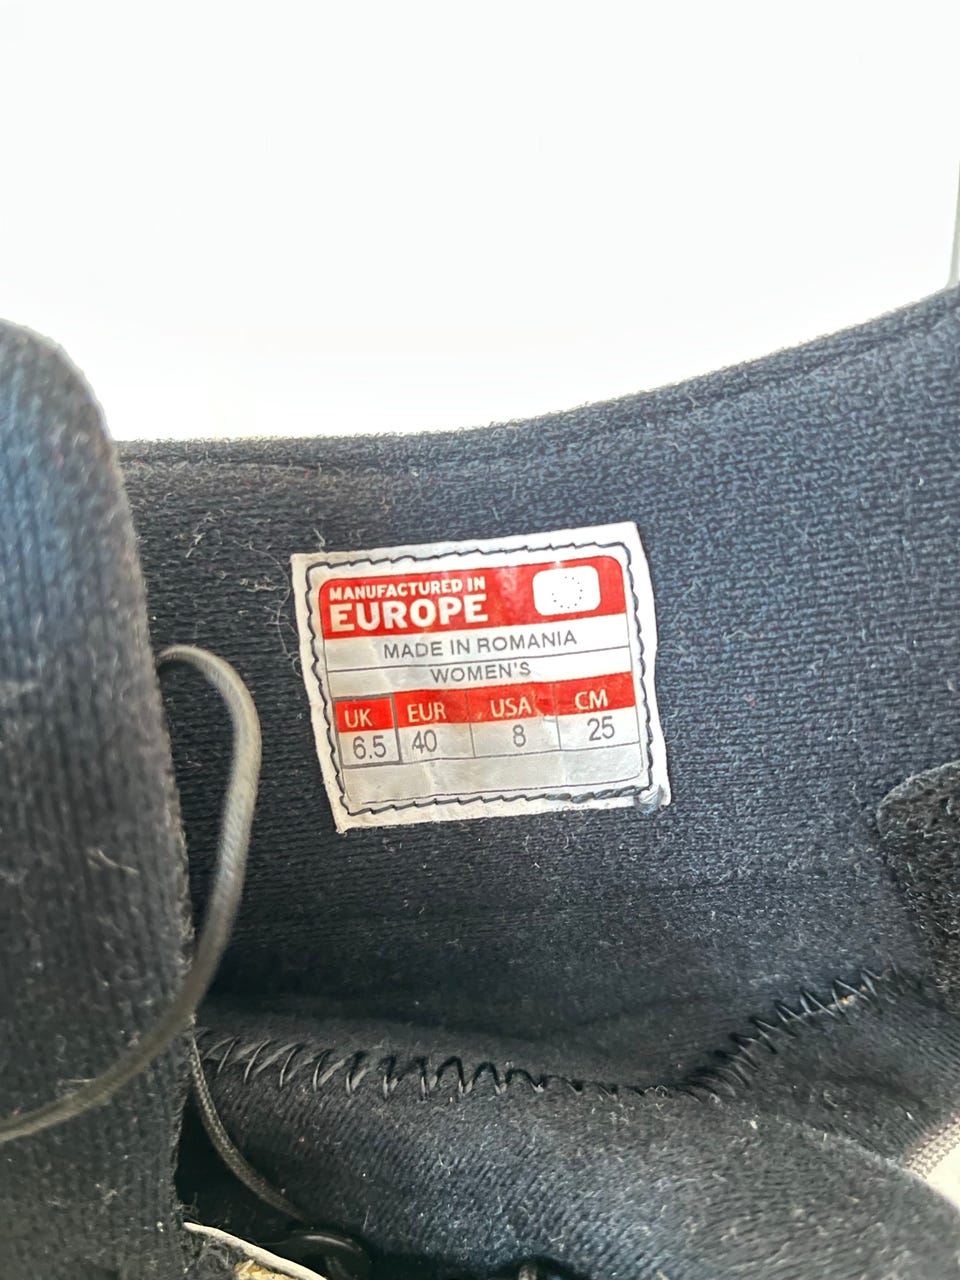 MANUFACTURED IN
EUROPE
MADE IN ROMANIA
WOMEN'S
UK EUR USA CM
6.5 40 8 25